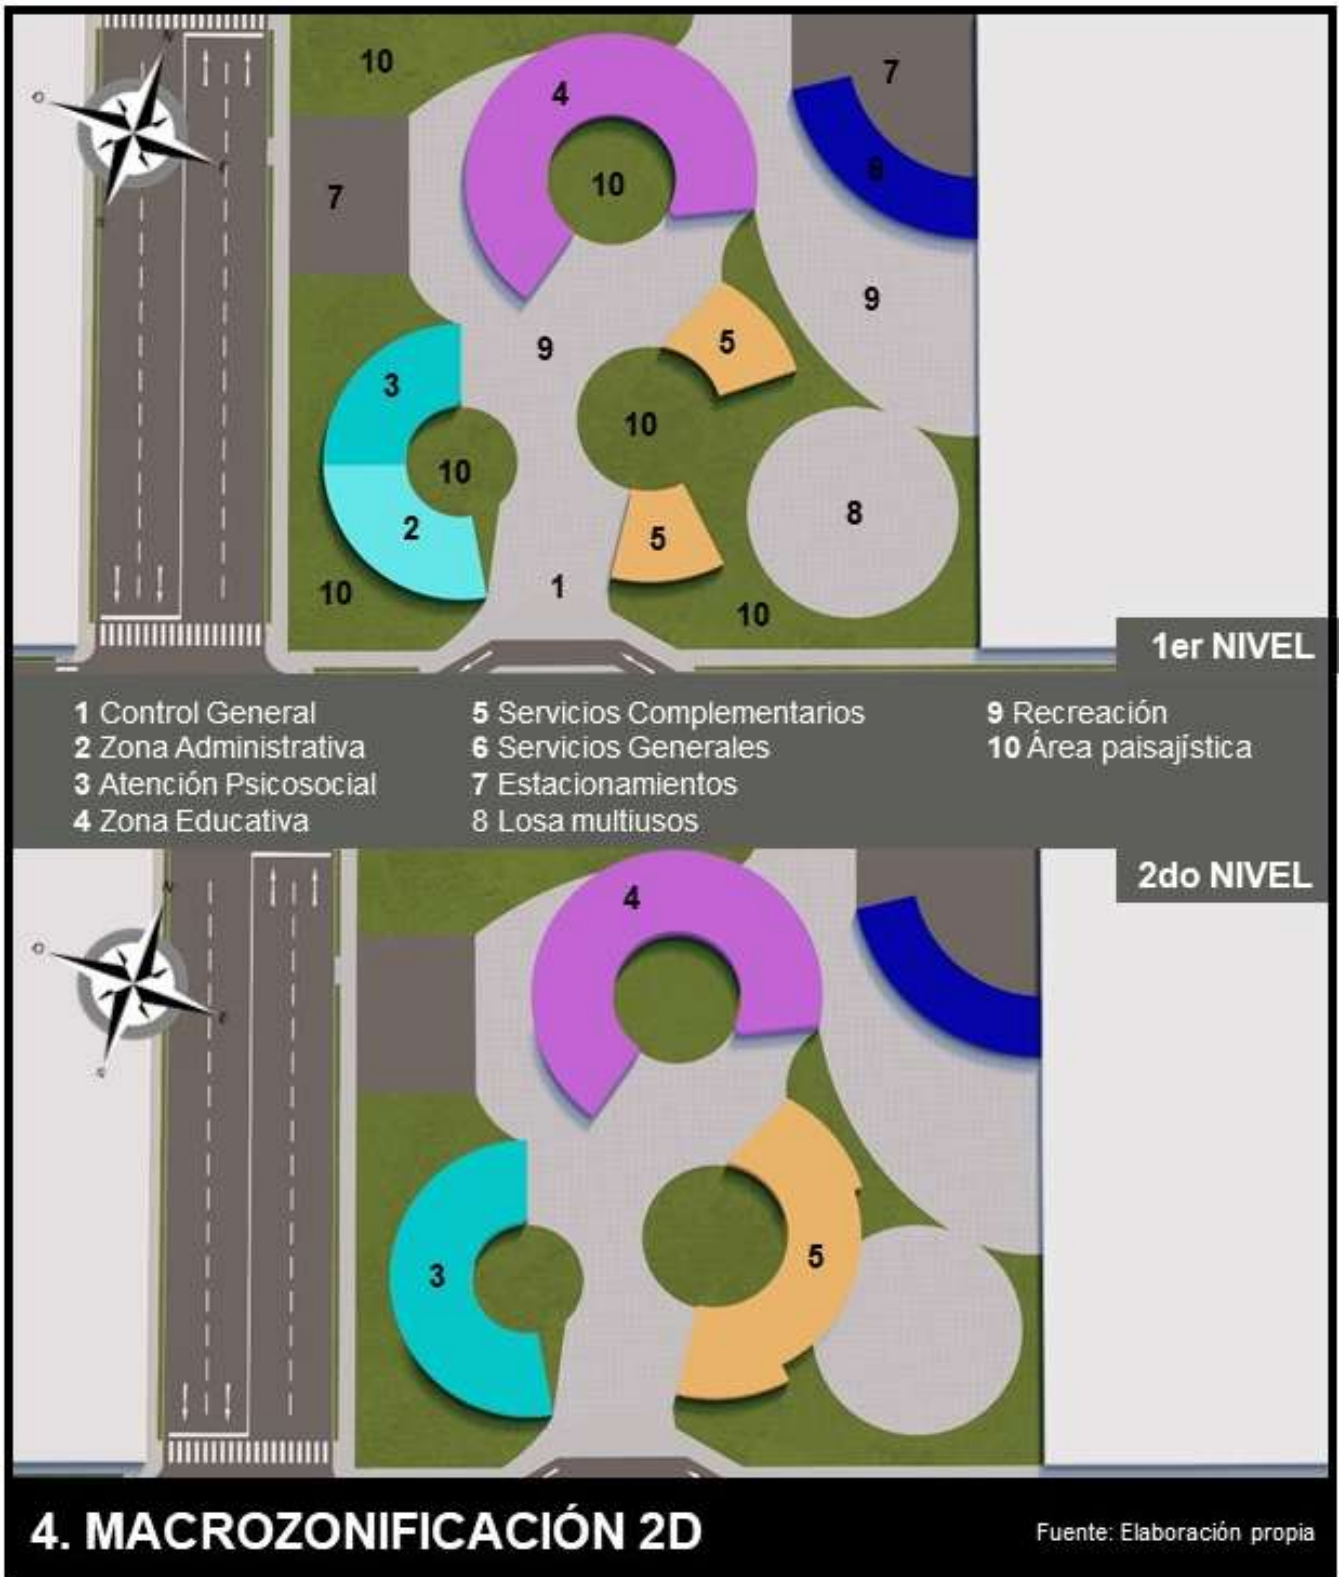 10
4
7
6
10
7
9
5
9
3
10
10
8
2
5
10
1
10
1er NIVEL
1 Control General
2 Zona Administrativa
3 Atención Psicosocial
4 Zona Educativa
5 Servicios Complementarios
6 Servicios Generales
7 Estacionamientos
8 Losa multiusos
9 Recreación
10 Área paisajística
2do NIVEL
N
O
4
3
5
4. MACROZONIFICACIÓN 2D
Fuente: Elaboración propia